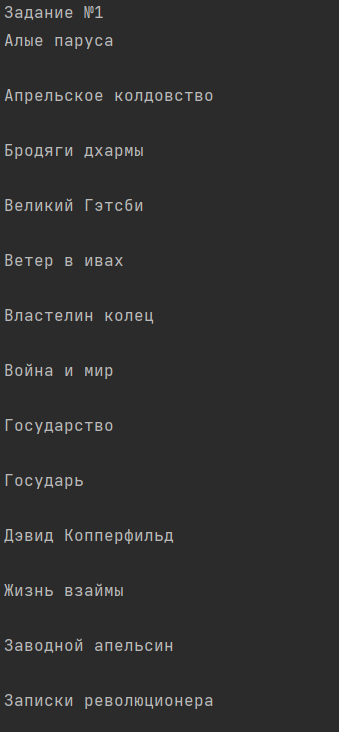 Задание №1
Алые паруса
Апрельское колдовство
Бродяги дхармы
Великий Гэтсби
Ветер в ивах
Властелин колец
Война и мир
Государство
Государь
Дэвид Копперфильд
Жизнь взаймы
Заводной апельсин
Записки революционера